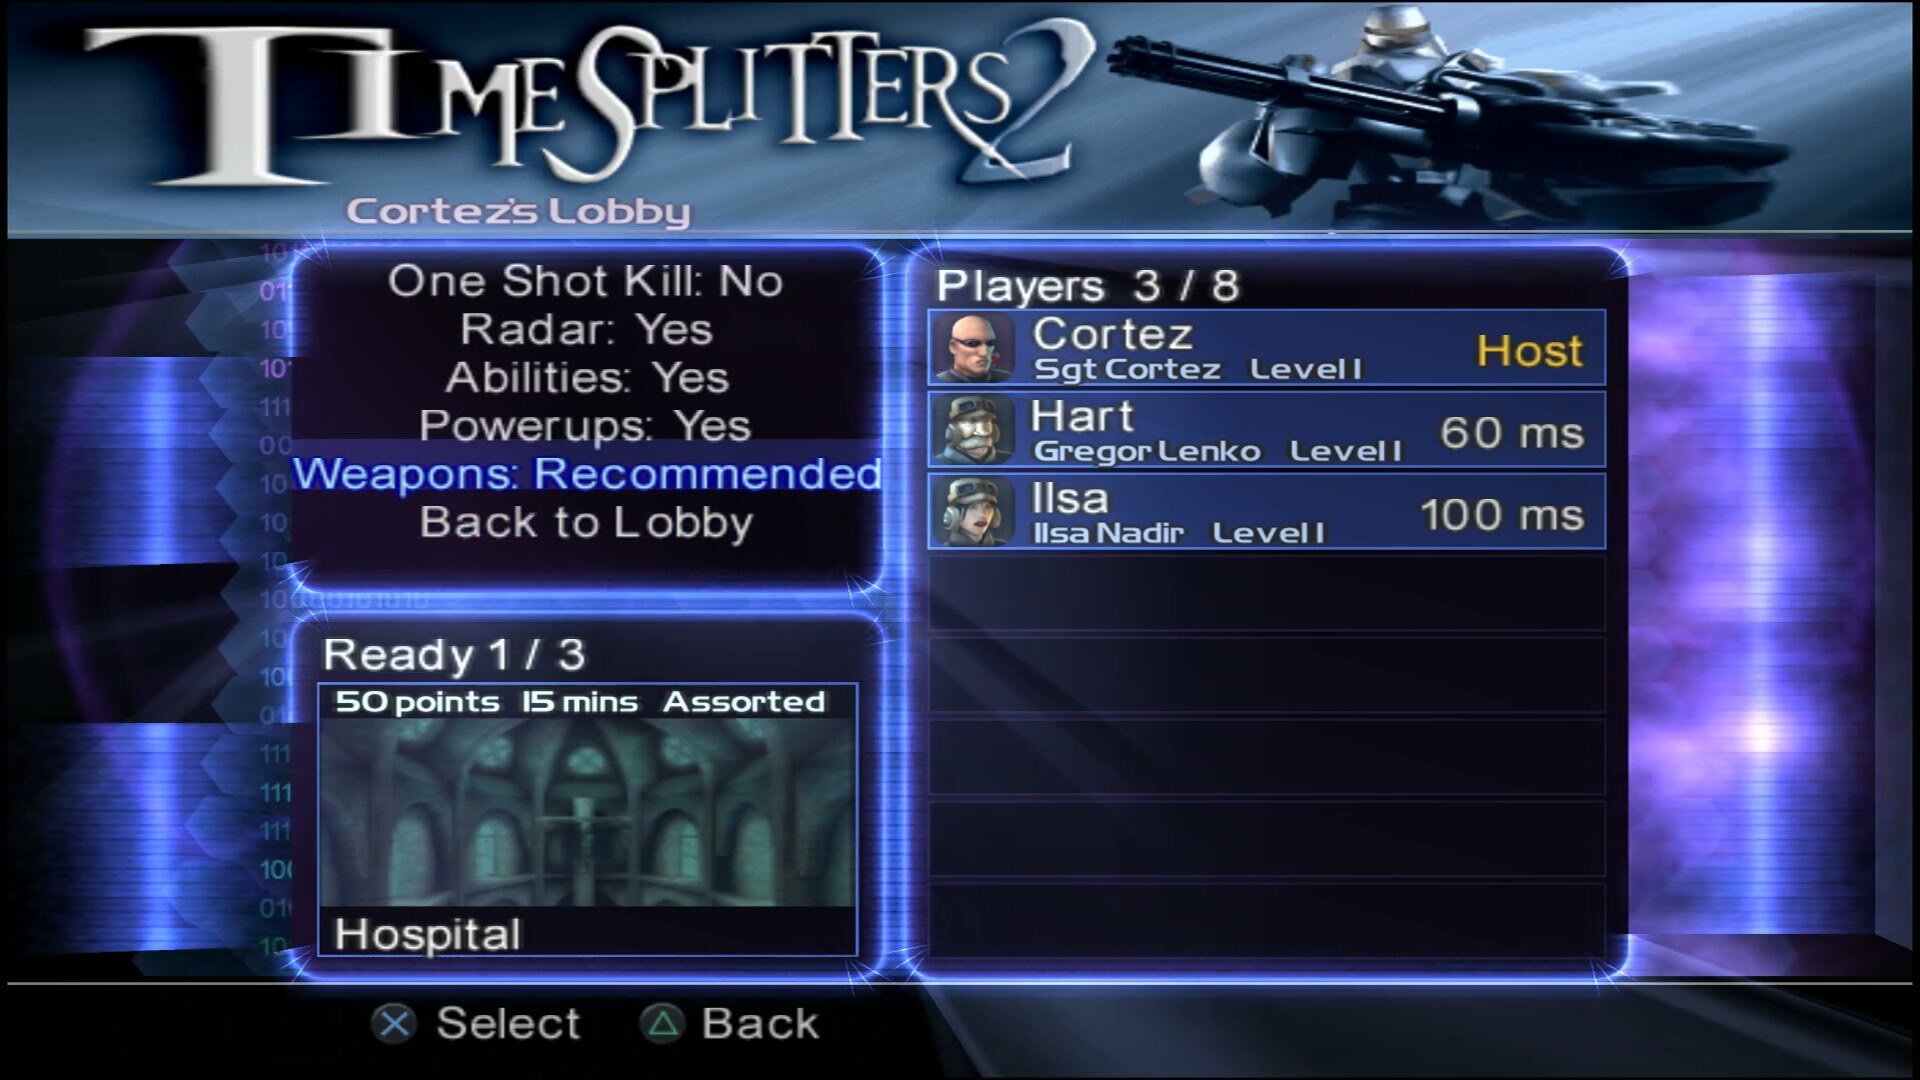 TIMESPLITTERS 2
Cortez's Lobby
One Shot Kill: No
Radar: Yes
Abilities: Yes
Powerups: Yes
Weapons: Recommended
Back to Lobby
Ready 1 / 3
50 points 15 mins Assorted
Hospital
Players 3 / 8
Cortez
Sgt Cortez Level 1
Host
Hart
Gregor Lenko Level 1
60 ms
Ilsa
Ilsa Nadir Level 1
100 ms
Select
Back